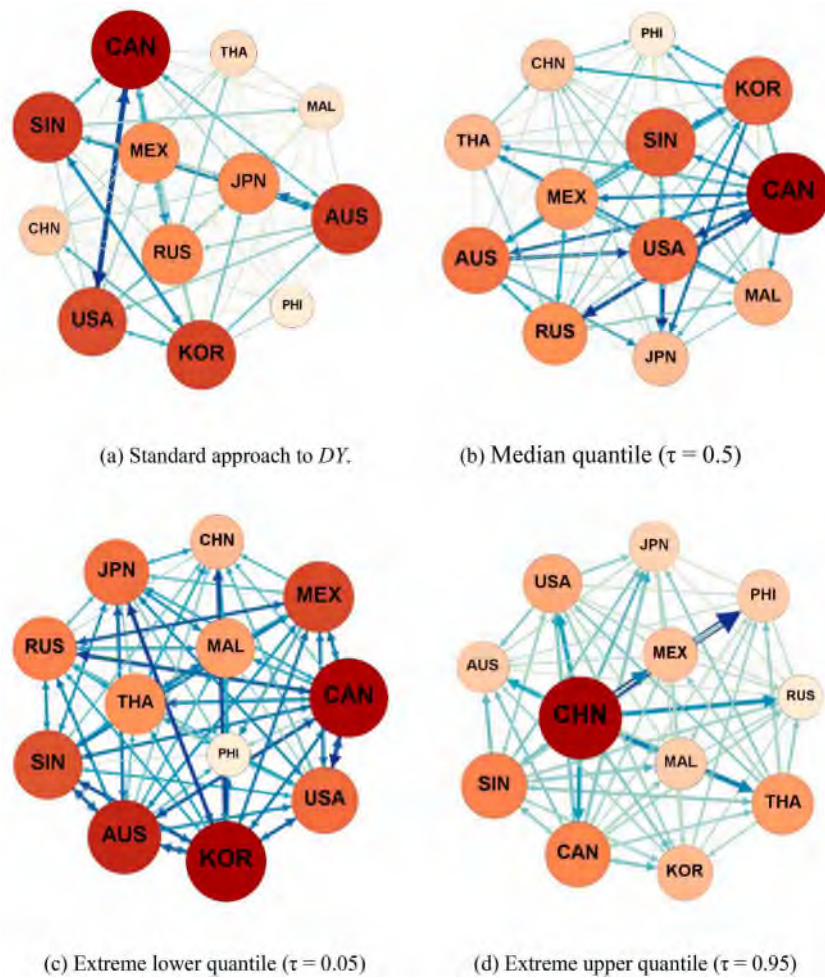 CAN
THA
MAL
SIN
MEX
JPN
AUS
CHN
RUS
PHI
USA
KOR
(a) Standard approach to DY.
PHI
CHN
KOR
THA
SIN
CAN
MEX
AUS
USA
MAL
RUS
JPN
(b) Median quantile (τ = 0.5)
CHN
JPN
MEX
RUS
MAL
CAN
THA
PHI
SIN
USA
AUS
KOR
(c) Extreme lower quantile (τ = 0.05)
JPN
USA
PHI
AUS
MEX
RUS
CHN
MAL
SIN
THA
CAN
KOR
(d) Extreme upper quantile (τ = 0.95)